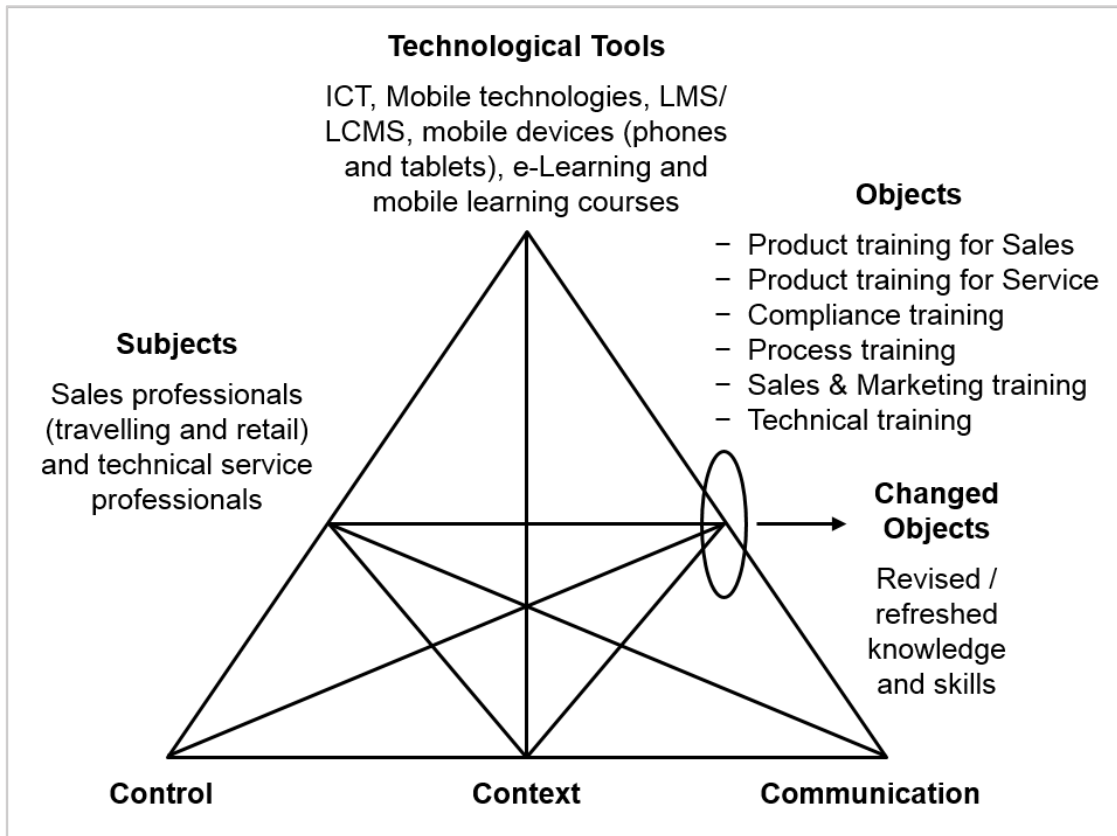 Technological Tools
ICT, Mobile technologies, LMS/
LCMS, mobile devices (phones
and tablets), e-Learning and
mobile learning courses
Objects
− Product training for Sales
− Product training for Service
− Compliance training
− Process training
− Sales & Marketing training
− Technical training
Subjects
Sales professionals
(travelling and retail)
and technical service
professionals
Changed
Objects
Revised /
refreshed
knowledge
and skills
Control
Context
Communication